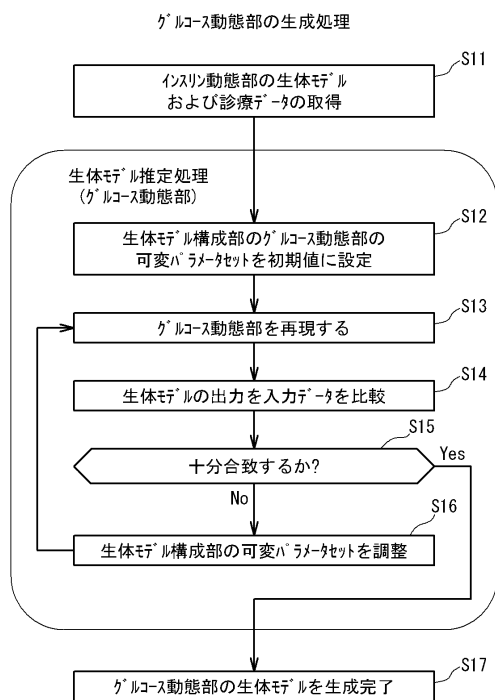 グルコース動態部の生成処理
S11
インスリン動態部の生体モデル
および診療データの取得
生体モデル推定処理
(グルコース動態部)
S12
生体モデル構成部のグルコース動態部の
可変パラメータセットを初期値に設定
S13
グルコース動態部を再現する
S14
生体モデルの出力を入力データを比較
S15
十分合致するか?
Yes
No
S16
生体モデル構成部の可変パラメータセットを調整
S17
グルコース動態部の生体モデルを生成完了